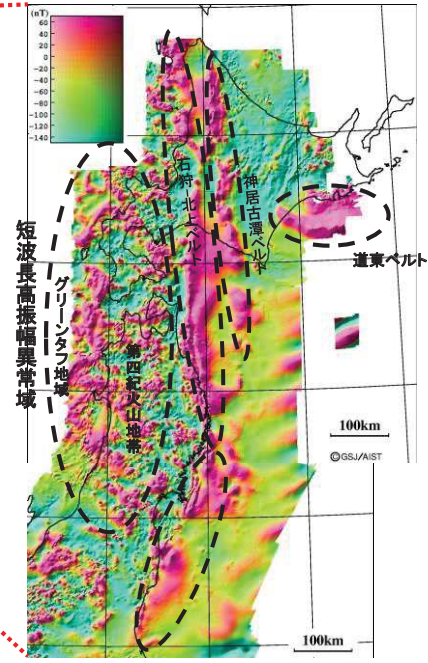 (nT)
60
40
20
0
-20
-40
-60
-80
-100
-120
-140
石狩-北上ベルト
神居古潭ベルト
道東ベルト
短波長高振幅異常域
グリーンタフ地域
第四紀火山地帯
100km
©GSJ/AIST
100km